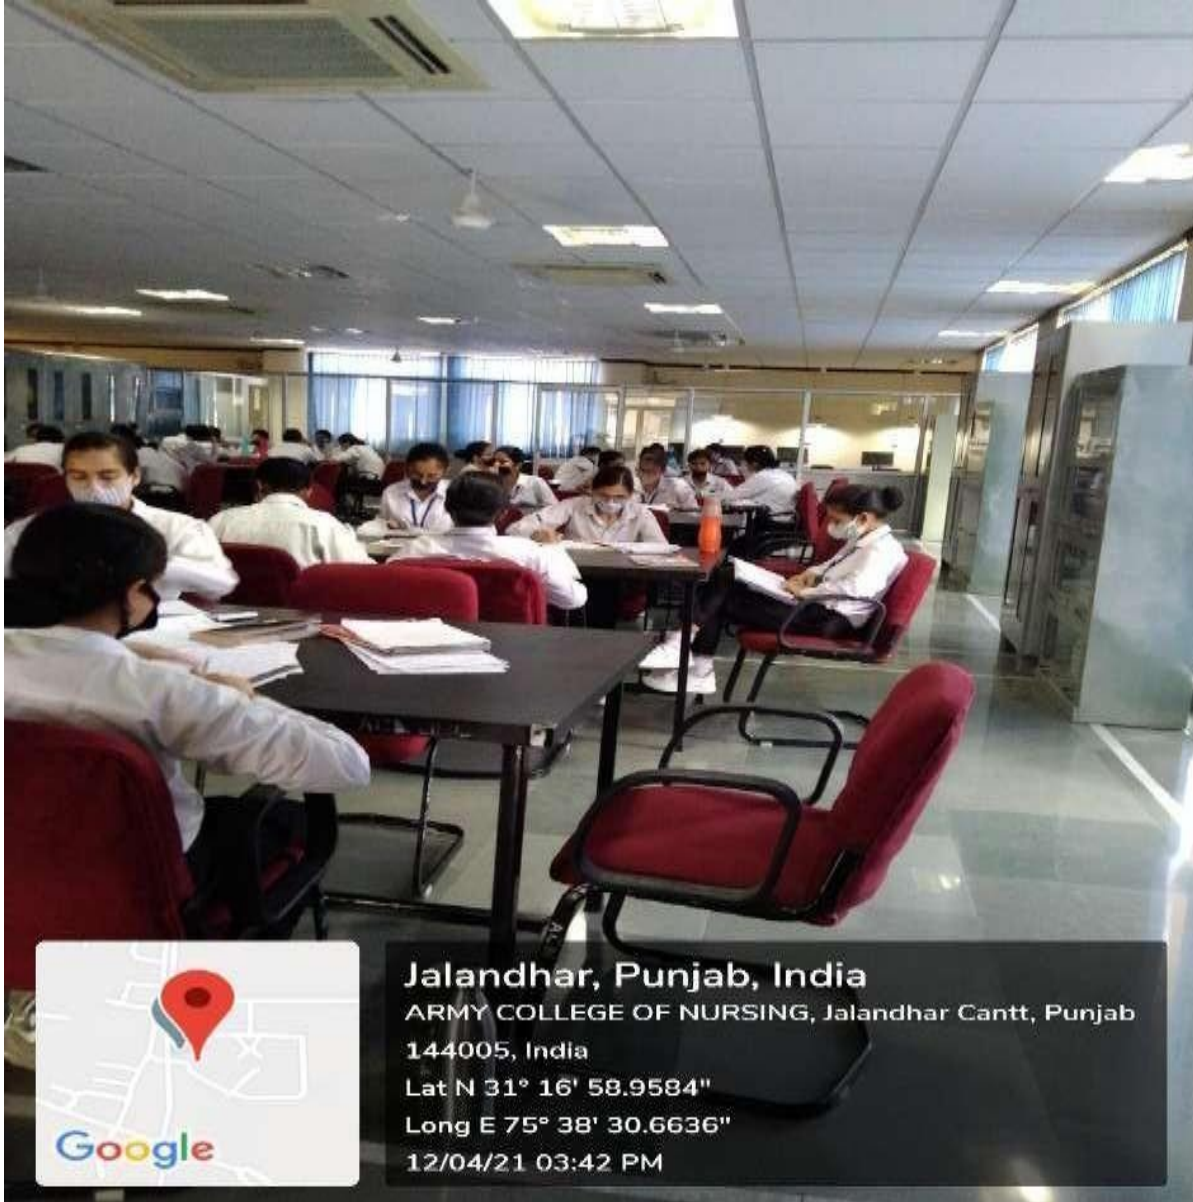 Jalandhar, Punjab, India
ARMY COLLEGE OF NURSING, Jalandhar Cantt, Punjab
144005, India
Lat N 31° 16' 58.9584"
Long E 75° 38' 30.6636"
12/04/21 03:42 PM
Google